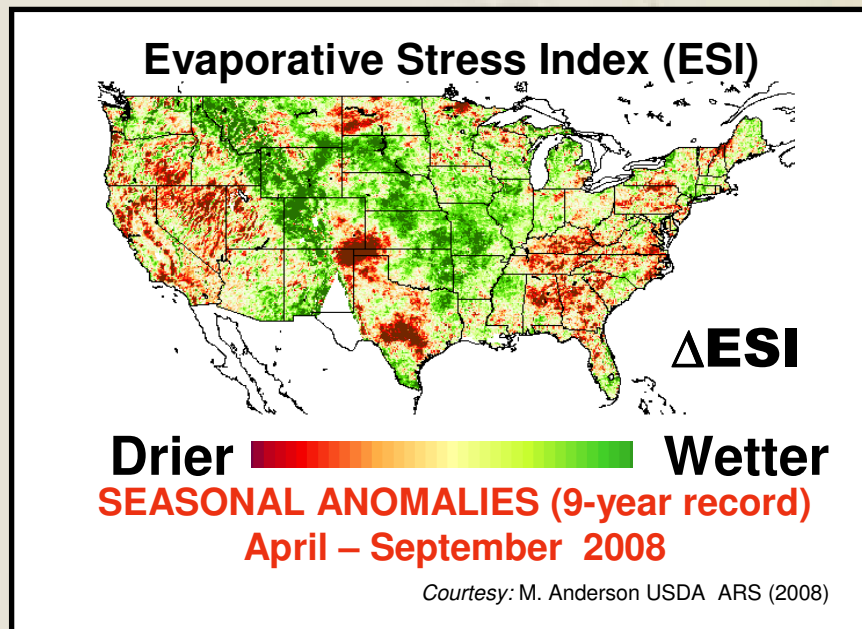 Evaporative Stress Index (ESI)
ΔESI
Drier Wetter
SEASONAL ANOMALIES (9-year record)
April – September 2008
Courtesy: M. Anderson USDA ARS (2008)